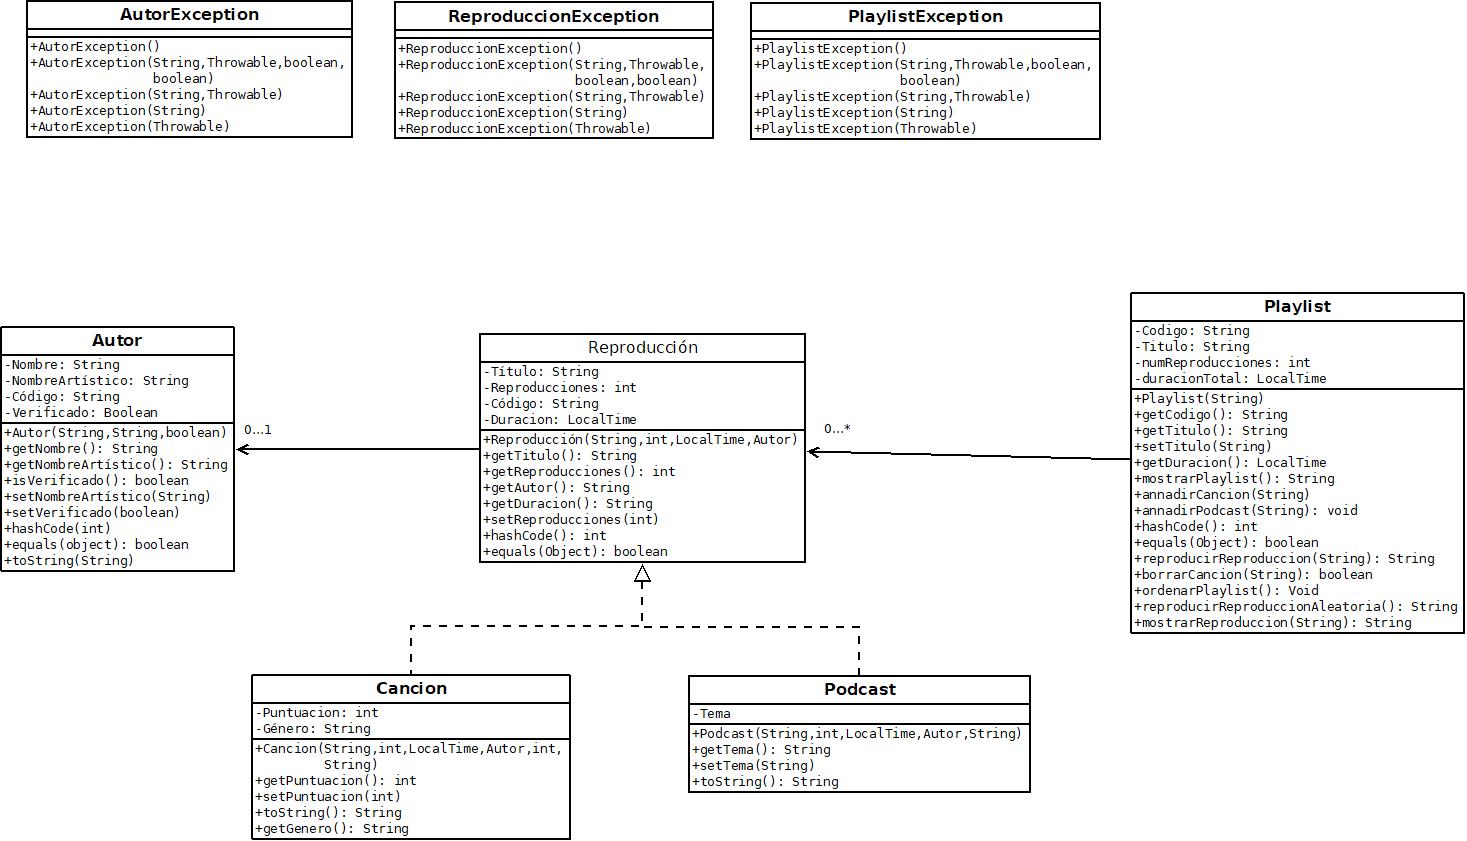 AutorException
+AutorException()
+AutorException(String,Throwable,boolean,
boolean)
+AutorException(String,Throwable)
+AutorException(String)
+AutorException(Throwable)
ReproduccionException
+ReproduccionException()
+ReproduccionException(String,Throwable,
boolean,boolean)
+ReproduccionException(String,Throwable)
+ReproduccionException(String)
+ReproduccionException(Throwable)
PlaylistException
+PlaylistException()
+PlaylistException(String,Throwable,boolean,
boolean)
+PlaylistException(String,Throwable)
+PlaylistException(String)
+PlaylistException(Throwable)
Autor
-Nombre: String
-NombreArtístico: String
-Código: String
-Verificado: Boolean
+Autor(String,String,boolean)
+getNombre(): String
+getNombreArtístico(): String
+isVerificado(): boolean
+setNombreArtístico(String)
+setVerificado(boolean)
+hashCode(int)
+equals(object): boolean
+toString(String)
0...1
Reproducción
-Título: String
-Reproducciones: int
-Código: String
-Duracion: LocalTime
+Reproducción(String,int,LocalTime,Autor)
+getTitulo(): String
+getReproducciones(): int
+getAutor(): String
+getDuracion(): String
+setReproducciones(int)
+hashCode(): int
+equals(Object): boolean
0...*
Playlist
-Codigo: String
-Titulo: String
-numReproducciones: int
-duracionTotal: LocalTime
+Playlist(String)
+getCodigo(): String
+getTitulo(): String
+setTitulo(String)
+getDuracion(): LocalTime
+mostrarPlaylist(): String
+annadirCancion(String)
+annadirPodcast(String): void
+hashCode(): int
+equals(Object): boolean
+reproducirReproduccion(String): String
+borrarCancion(String): boolean
+ordenarPlaylist(): Void
+reproducirReproduccionAleatoria(): String
+mostrarReproduccion(String): String
Cancion
-Puntuacion: int
-Género: String
+Cancion(String,int,LocalTime,Autor,int,
String)
+getPuntuacion(): int
+setPuntuacion(int)
+toString(): String
+getGenero(): String
Podcast
-Tema
+Podcast(String,int,LocalTime,Autor,String)
+getTema(): String
+setTema(String)
+toString(): String